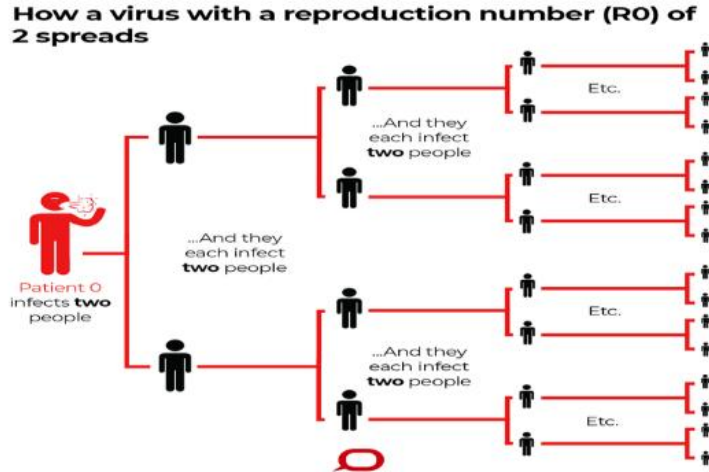 How a virus with a reproduction number (R0) of
2 spreads
Patient 0
infects two
people
...And they
each infect
two people
...And they
each infect
two people
...And they
each infect
two people
Etc.
Etc.
Etc.
Etc.